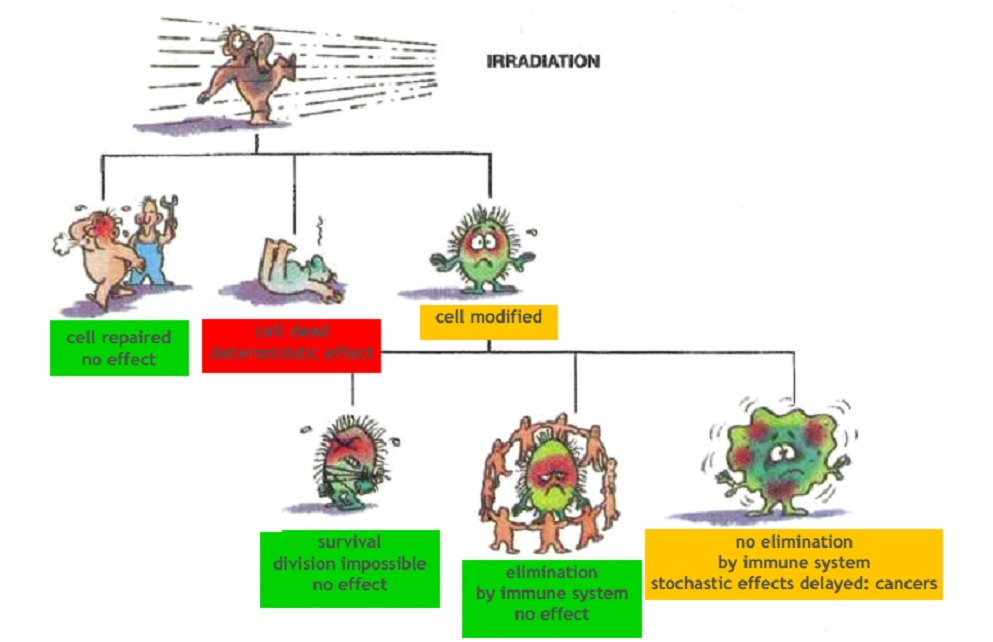 IRRADIATION
cell repaired
no effect
cell dead
deterministic effect
cell modified
survival
division impossible
no effect
elimination
by immune system
no effect
no elimination
by immune system
stochastic effects delayed: cancers